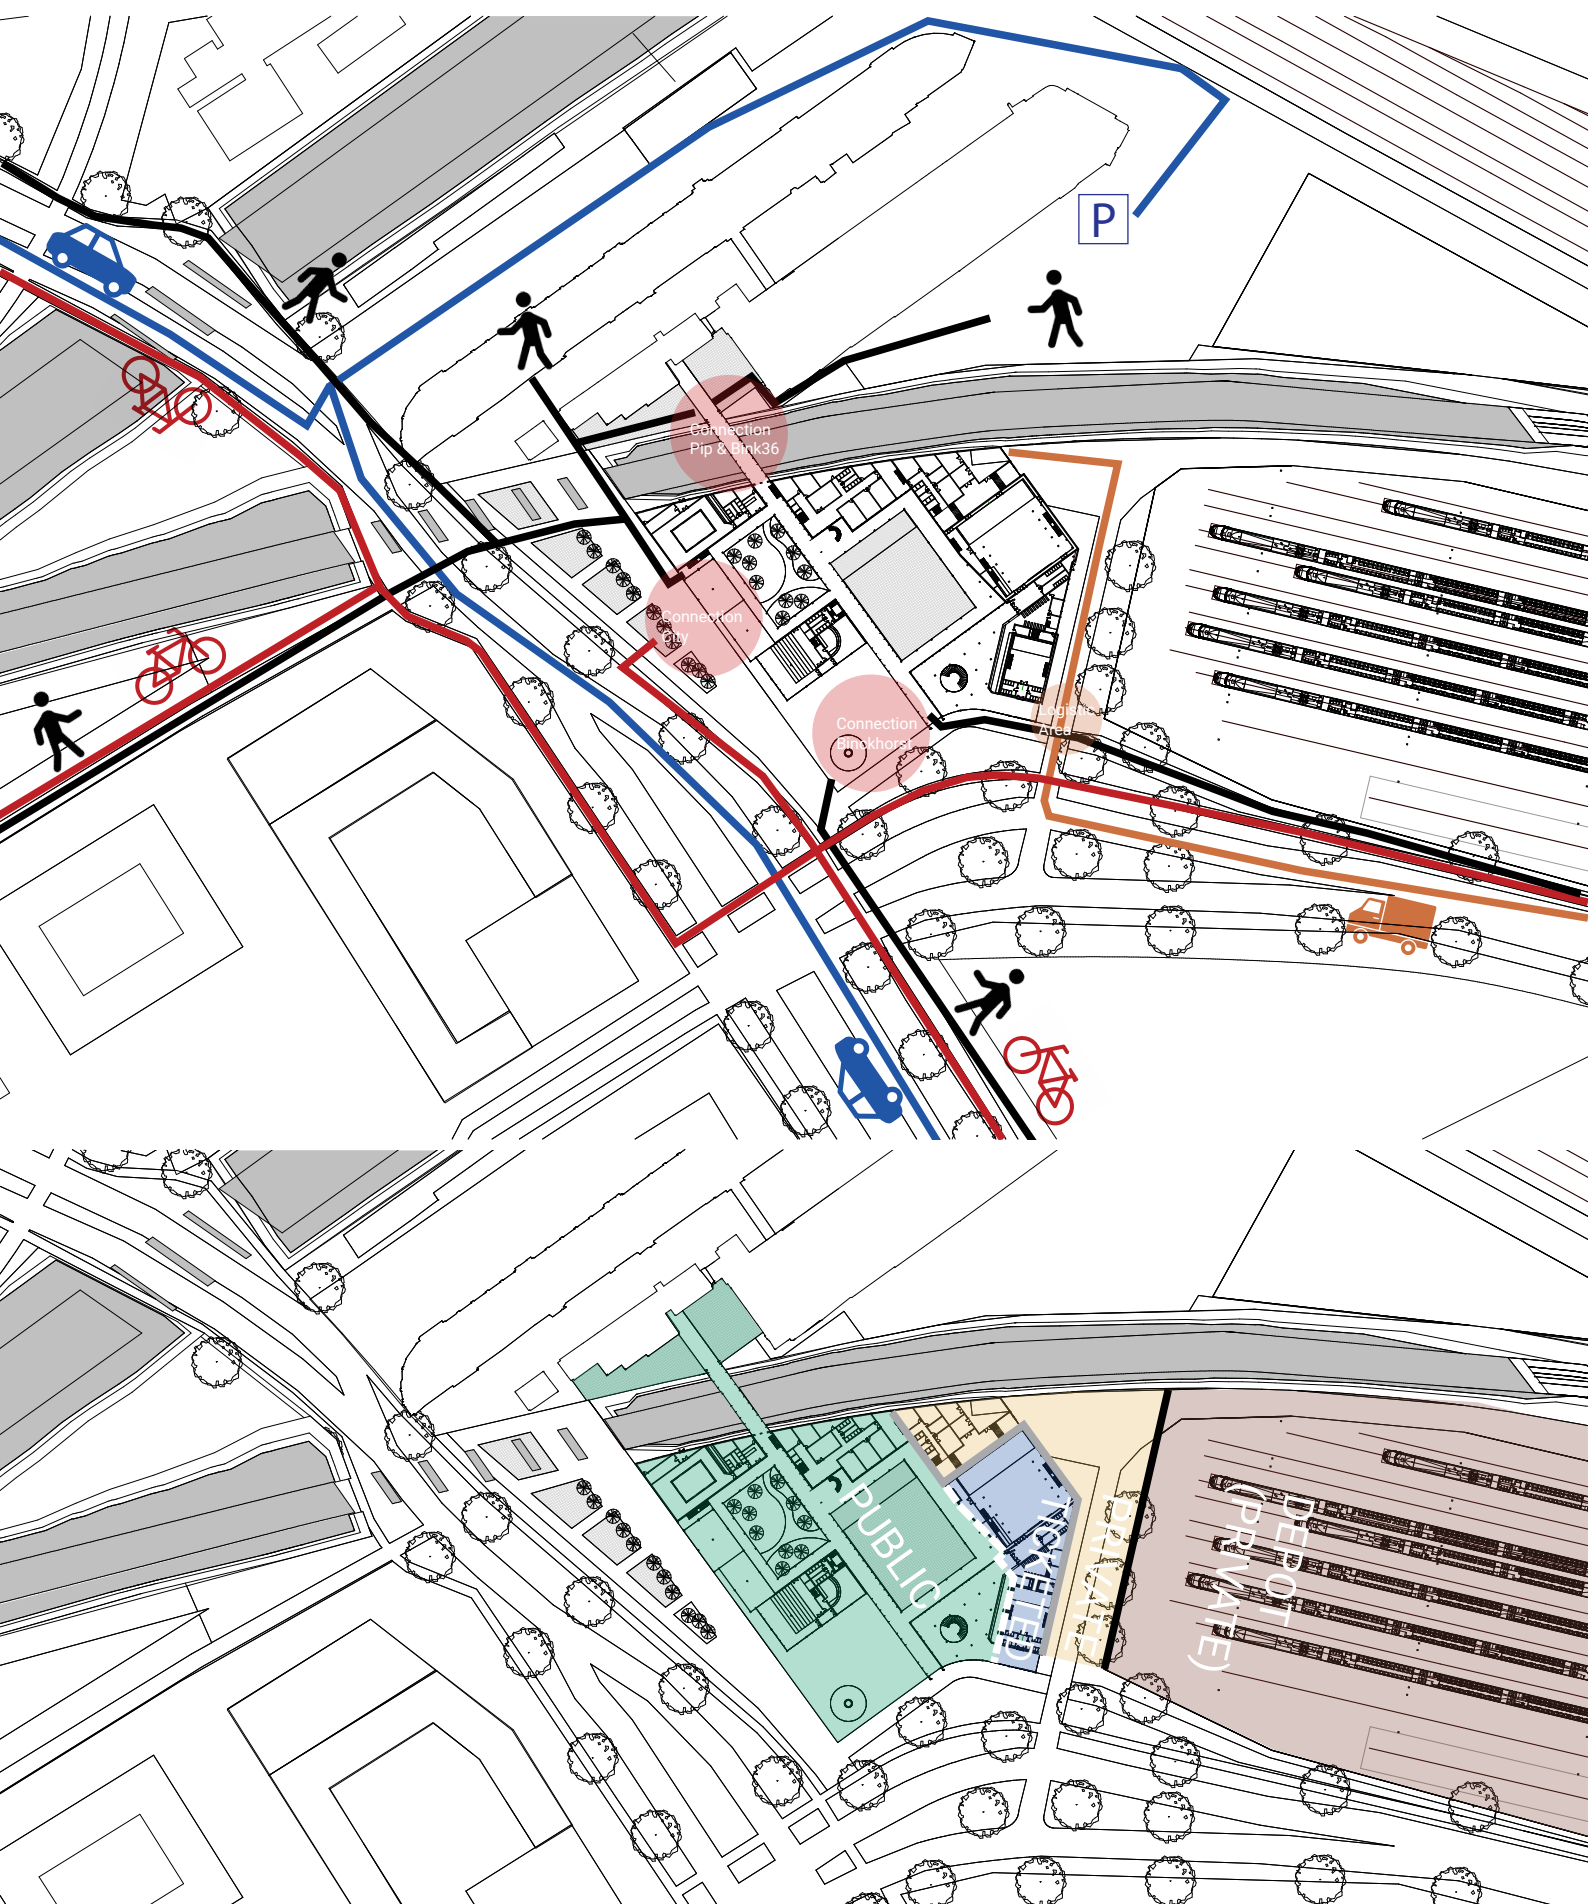 P
Connection
Pip & Bink36
Connection
City
Connection
Binckhorst
Logistic
Area
PUBLIC
TICKETED
PRIVATE
DEPOT
(PRIVATE)